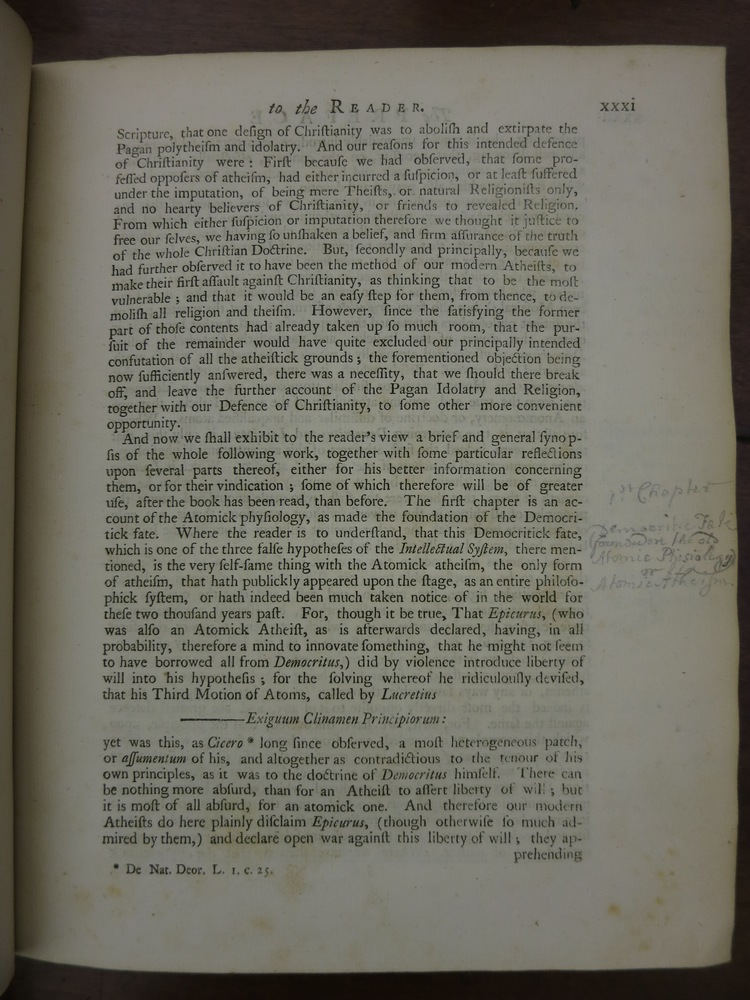 to the READER. xxxi
Scripture, that one deſign of Chriſtianity was to aboliſh and extirpate the
Pagan polytheiſm and idolatry. And our reaſons for this intended defence
of Chriſtianity were : Firſt becauſe we had obſerved, that ſome pro-
feſſed oppoſers of atheiſm, had either incurred a ſuſpicion, or at leaſt ſuffered
under the imputation, of being mere Theiſts, or natural Religioniſts only,
and no hearty believers of Chriſtianity, or friends to revealed Religion.
From which either ſuſpicion or imputation therefore we thought it juſtice to
free our ſelves, we having ſo unſhaken a belief, and firm aſſurance of the truth
of the whole Chriſtian Doctrine. But, ſecondly and principally, becauſe we
had further obſerved it to have been the method of our modern Atheiſts, to
make their firſt aſſault againſt Chriſtianity, as thinking that to be the moſt
vulnerable ; and that it would be an eaſy ſtep for them, from thence, to de-
moliſh all religion and theiſm. However, ſince the ſatisfying the former
part of thoſe contents had already taken up ſo much room, that the pur-
ſuit of the remainder would have quite excluded our principally intended
confutation of all the atheiſtick grounds ; the forementioned objection being
now ſufficiently anſwered, there was a neceſſity, that we ſhould there break
off, and leave the further account of the Pagan Idolatry and Religion,
together with our Defence of Chriſtianity, to ſome other more convenient
opportunity.
And now we ſhall exhibit to the reader's view a brief and general ſynop-
ſis of the whole following work, together with ſome particular reflections
upon ſeveral parts thereof, either for his better information concerning
them, or for their vindication ; ſome of which therefore will be of greater
uſe, after the book has been read, than before. The firſt chapter is an ac-
count of the Atomick phyſiology, as made the foundation of the Democri-
tick fate. Where the reader is to underſtand, that this Democritick fate,
which is one of the three falſe hypotheſes of the Intellectual Syſtem, there men-
tioned, is the very ſelf-ſame thing with the Atomick atheiſm, the only form
of atheiſm, that hath publickly appeared upon the ſtage, as an entire philoſo-
phick ſyſtem, or hath indeed been much taken notice of in the world for
theſe two thouſand years paſt. For, though it be true, That Epicurus, (who
was alſo an Atomick Atheiſt, as is afterwards declared, having, in all
probability, therefore a mind to innovate ſomething, that he might not ſeem
to have borrowed all from Democritus,) did by violence introduce liberty of
will into his hypotheſis ; for the ſolving whereof he ridiculouſly deviſed,
that his Third Motion of Atoms, called by Lucretius
———Exiguum Clinamen Principiorum :
yet was this, as Cicero * long ſince obſerved, a moſt heterogeneous patch,
or aſſumentum of his, and altogether as contradictious to the tenour of his
own principles, as it was to the doctrine of Democritus himſelf. There can
be nothing more abſurd, than for an Atheiſt to aſſert liberty of will ; but
it is moſt of all abſurd, for an atomick one. And therefore our modern
Atheiſts do here plainly diſclaim Epicurus, (though otherwiſe ſo much ad-
mired by them,) and declare open war againſt this liberty of will ; they ap-
prehending
* De Nat. Deor. L. 1. c. 25.
1st Chapter
Democritic Fate
founded on the old
Atomic Phisiology
or
Atomic Atheism.